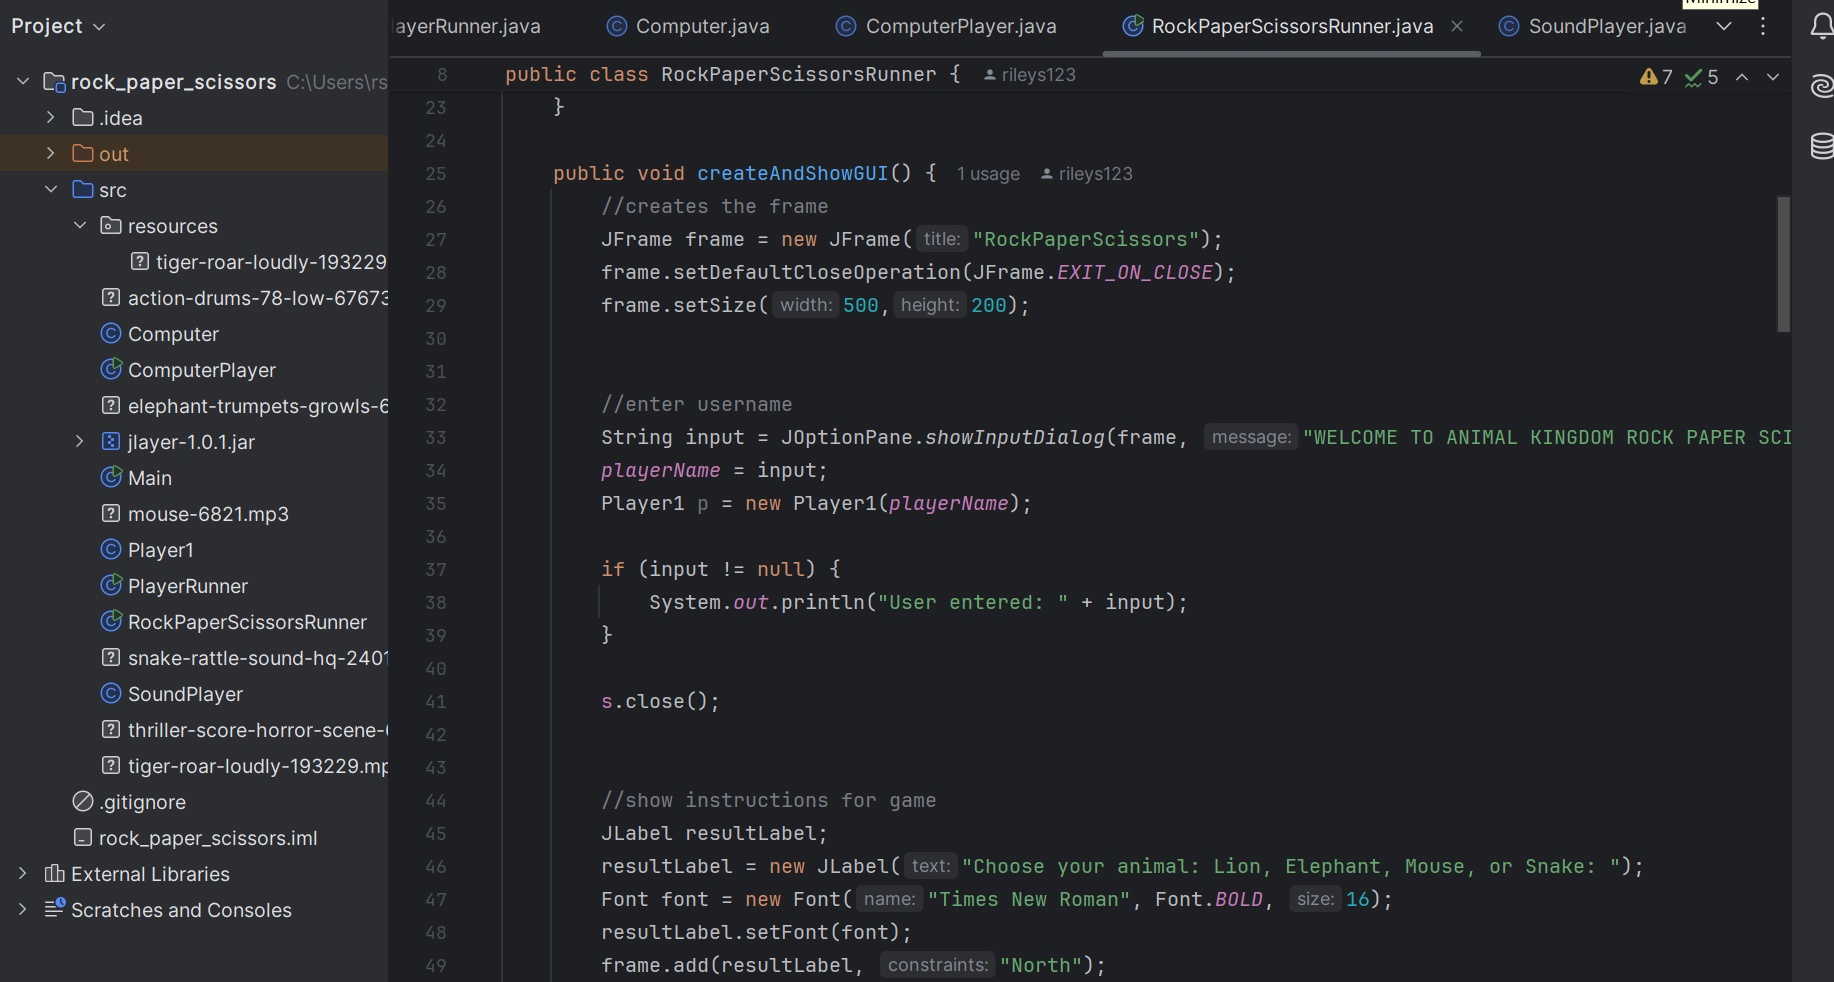 Project
rock_paper_scissors C:\Users\rs
.idea
out
src
resources
tiger-roar-loudly-193229
action-drums-78-low-67673
Computer
ComputerPlayer
elephant-trumpets-growls-6
jlayer-1.0.1.jar
Main
mouse-6821.mp3
Player1
PlayerRunner
RockPaperScissorsRunner
snake-rattle-sound-hq-2401
SoundPlayer
thriller-score-horror-scene-6
tiger-roar-loudly-193229.mp
.gitignore
rock_paper_scissors.iml
External Libraries
Scratches and Consoles
ayerRunner.java Computer.java ComputerPlayer.java RockPaperScissorsRunner.java SoundPlayer.java
Minimize
8 public class RockPaperScissorsRunner { rileys123 7 5
23 }
24
25 public void createAndShowGUI() { 1 usage rileys123
26 //creates the frame
27 JFrame frame = new JFrame( title: "RockPaperScissors");
28 frame.setDefaultCloseOperation(JFrame.EXIT_ON_CLOSE);
29 frame.setSize( width: 500, height: 200);
30
31
32 //enter username
33 String input = JOptionPane.showInputDialog(frame, message: "WELCOME TO ANIMAL KINGDOM ROCK PAPER SCI
34 playerName = input;
35 Player1 p = new Player1(playerName);
36
37 if (input != null) {
38 System.out.println("User entered: " + input);
39 }
40
41 s.close();
42
43
44 //show instructions for game
45 JLabel resultLabel;
46 resultLabel = new JLabel( text: "Choose your animal: Lion, Elephant, Mouse, or Snake: ");
47 Font font = new Font( name: "Times New Roman", Font.BOLD, size: 16);
48 resultLabel.setFont(font);
49 frame.add(resultLabel, constraints: "North");